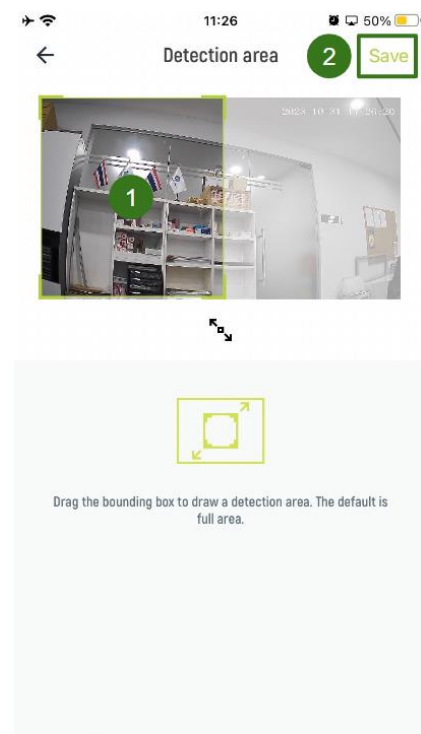 11:26
50%
Detection area
2
Save
1
Drag the bounding box to draw a detection area. The default is
full area.